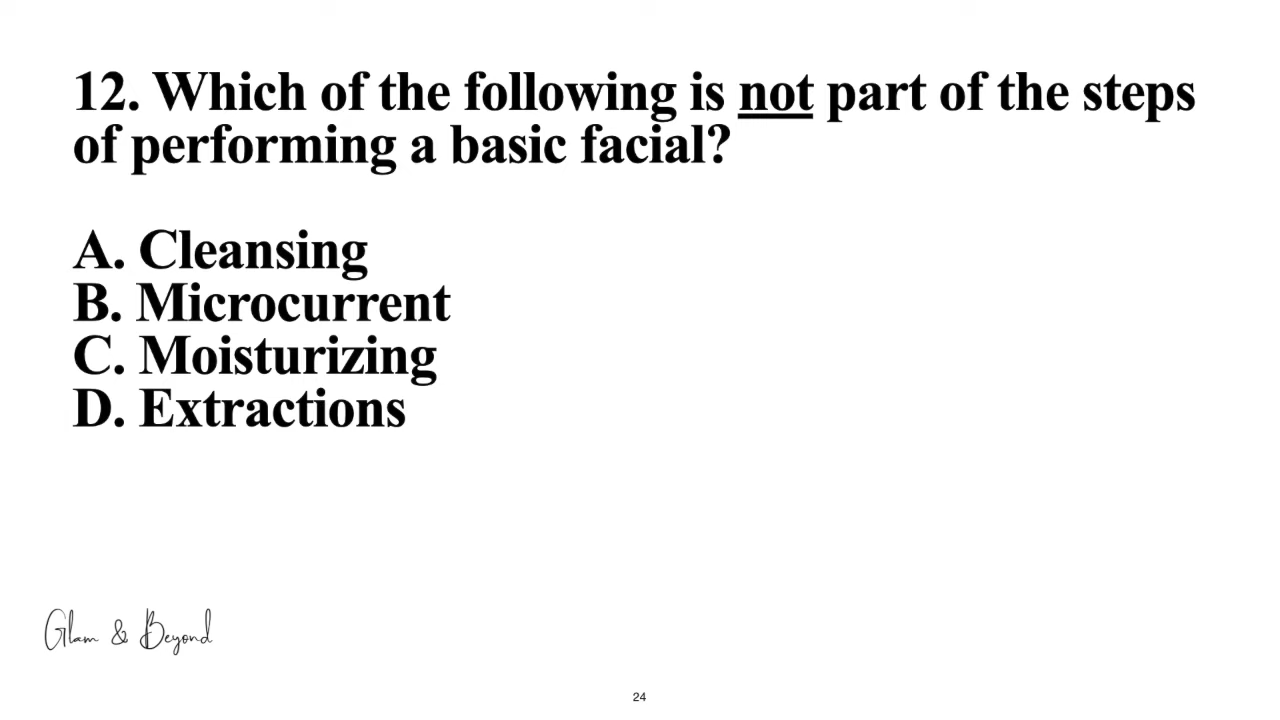 12. Which of the following is not part of the steps
of performing a basic facial?
A. Cleansing
B. Microcurrent
C. Moisturizing
D. Extractions
Glam & Beyond
24